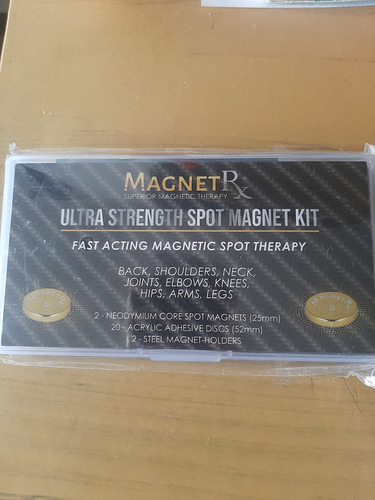 MAGNETRX
SUPERIOR MAGNETIC THERAPY
ULTRA STRENGTH SPOT MAGNET KIT
FAST ACTING MAGNETIC SPOT THERAPY
BACK, SHOULDERS, NECK,
JOINTS, ELBOWS, KNEES,
HIPS, ARMS, LEGS
2 - NEODYMIUM CORE SPOT MAGNETS (25mm)
20 - ACRYLIC ADHESIVE DISCS (52mm)
2 - STEEL MAGNET-HOLDERS